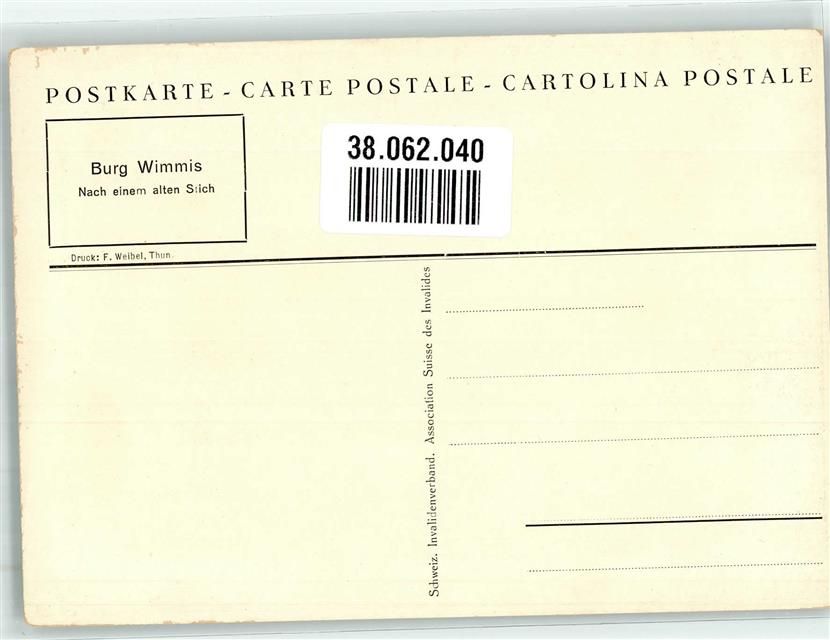 POSTKARTE - CARTE POSTALE - CARTOLINA POSTALE
38.062.040
Burg Wimmis
Nach einem alten Stich
Druck: F. Weibel, Thun.
Schweiz. Invalidenverband. Association Suisse des Invalides